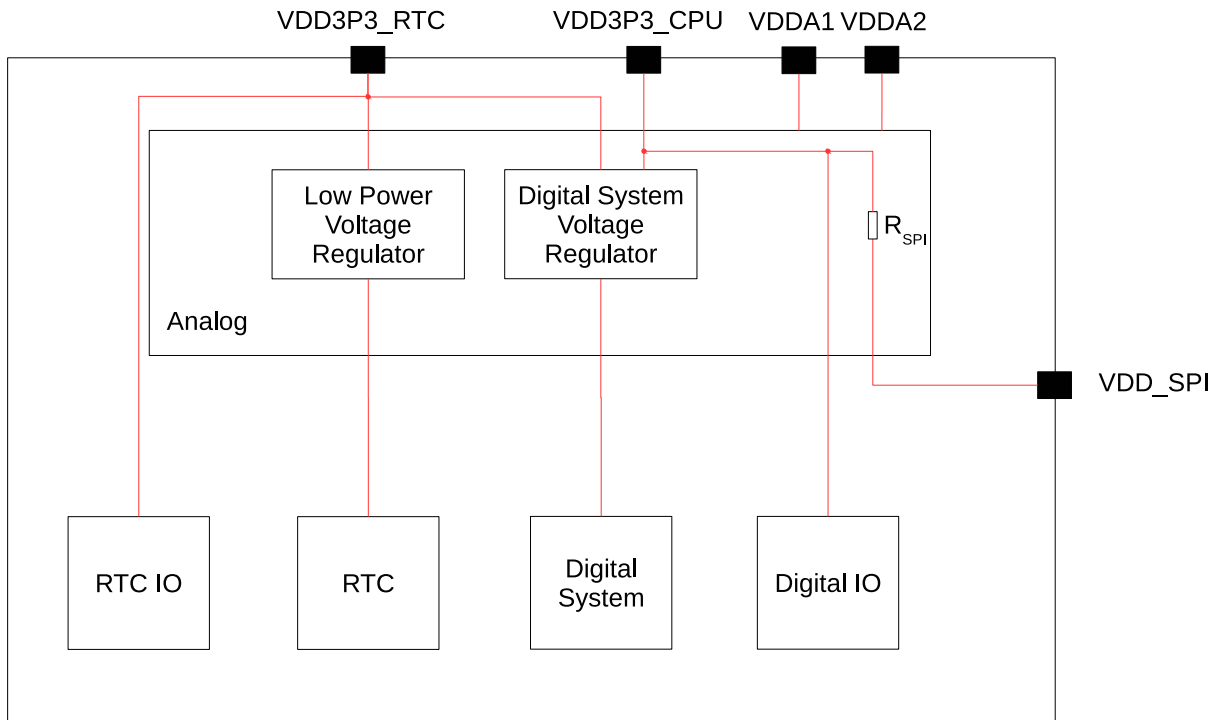 VDD3P3_RTC
VDD3P3_CPU
VDDA1
VDDA2
Low Power
Voltage
Regulator
Digital System
Voltage
Regulator
RSPI
Analog
VDD_SPI
RTC IO
RTC
Digital
System
Digital IO